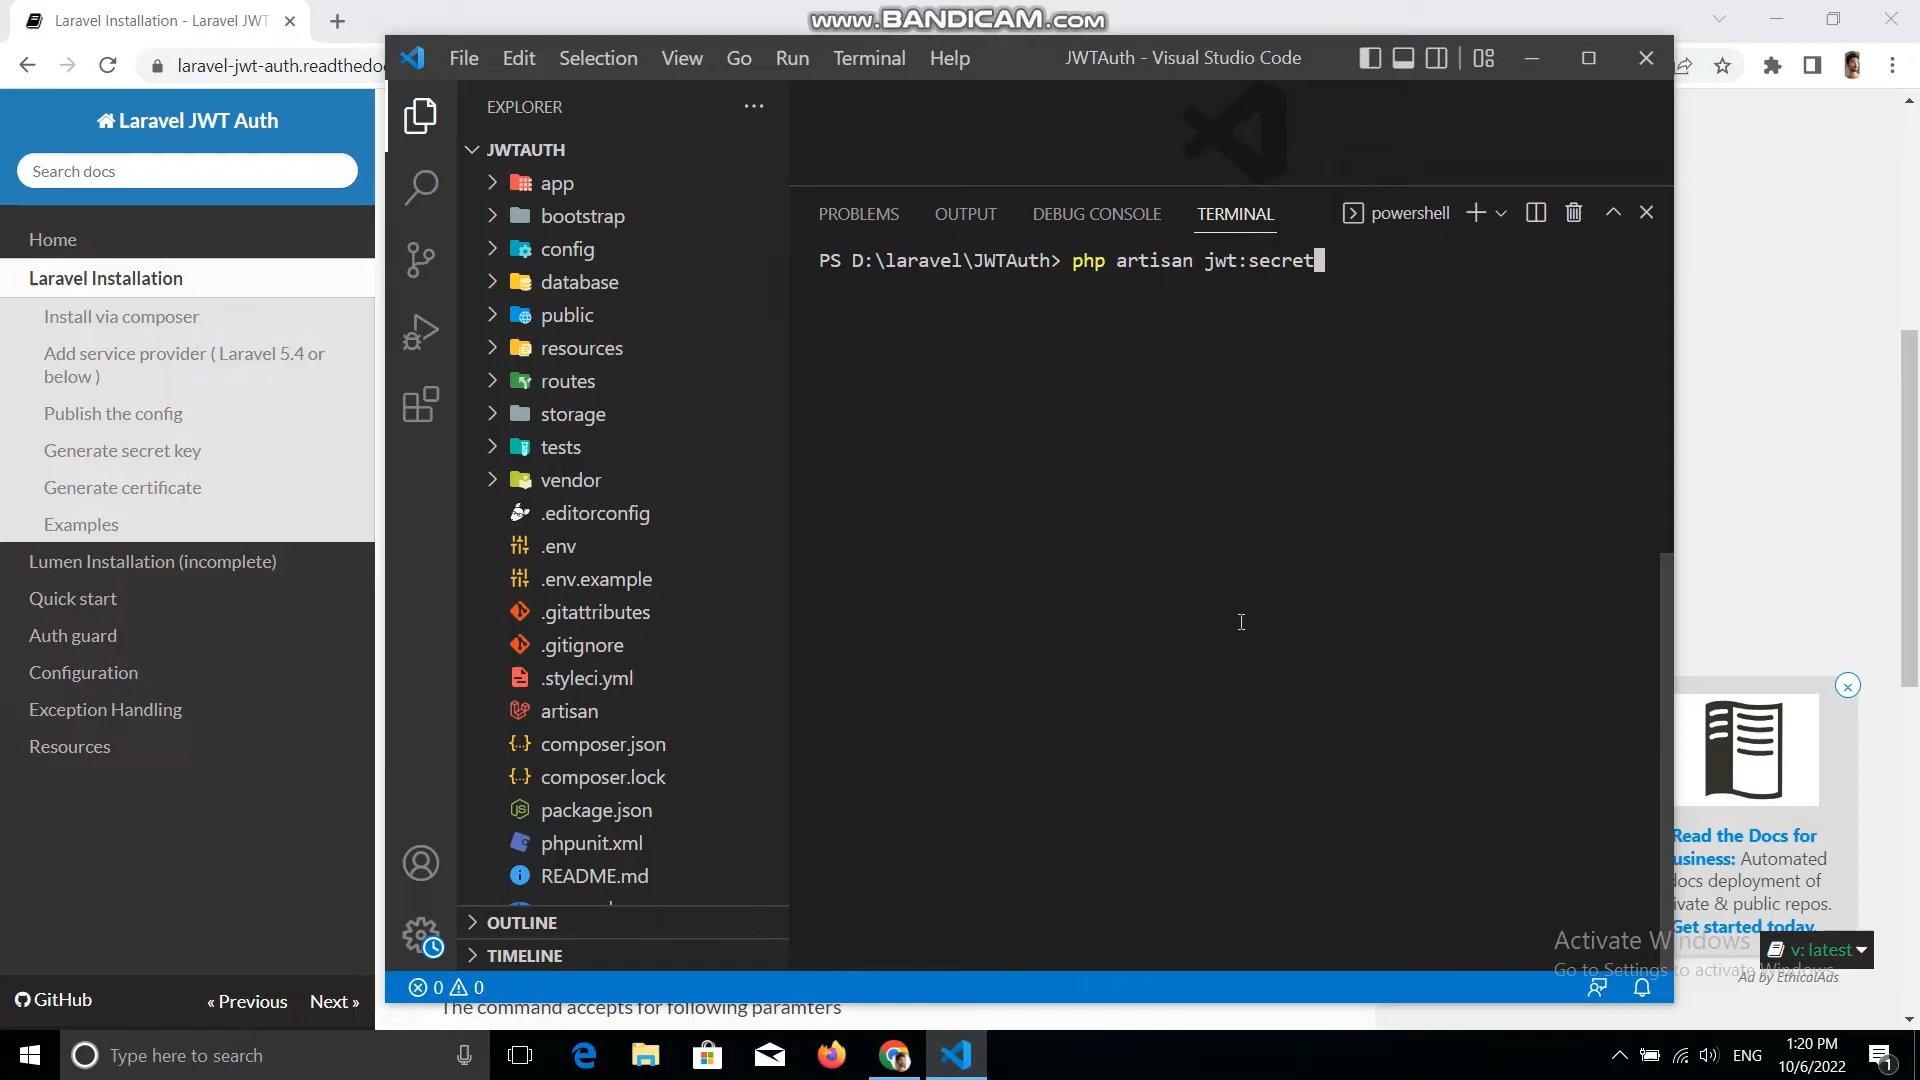 Laravel Installation - Laravel JWT
www.BANDICAM.com
laravel-jwt-auth.readthedo
File Edit Selection View Go Run Terminal Help
JWTAuth - Visual Studio Code
Laravel JWT Auth
Search docs
Home
Laravel Installation
Install via composer
Add service provider ( Laravel 5.4 or
below )
Publish the config
Generate secret key
Generate certificate
Examples
Lumen Installation (incomplete)
Quick start
Auth guard
Configuration
Exception Handling
Resources
GitHub
« Previous
Next »
EXPLORER
JWTAUTH
app
bootstrap
config
database
public
resources
routes
storage
tests
vendor
.editorconfig
.env
.env.example
.gitattributes
.gitignore
.styleci.yml
artisan
composer.json
composer.lock
package.json
phpunit.xml
README.md
OUTLINE
TIMELINE
PROBLEMS OUTPUT DEBUG CONSOLE TERMINAL
powershell
PS D:\laravel\JWTAuth> php artisan jwt:secret
0 0
Read the Docs for
usiness: Automated
docs deployment of
ivate & public repos.
Get started today.
Ad by EthicalAds
v: latest
Activate Windows
Go to Settings to activate Windows.
The command accepts for following paramters
Type here to search
ENG
1:20 PM
10/6/2022
1